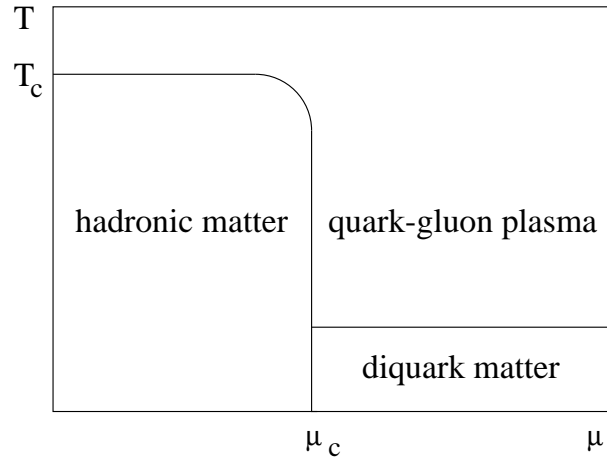 T
T_c
hadronic matter
quark-gluon plasma
diquark matter
μ_c
μ